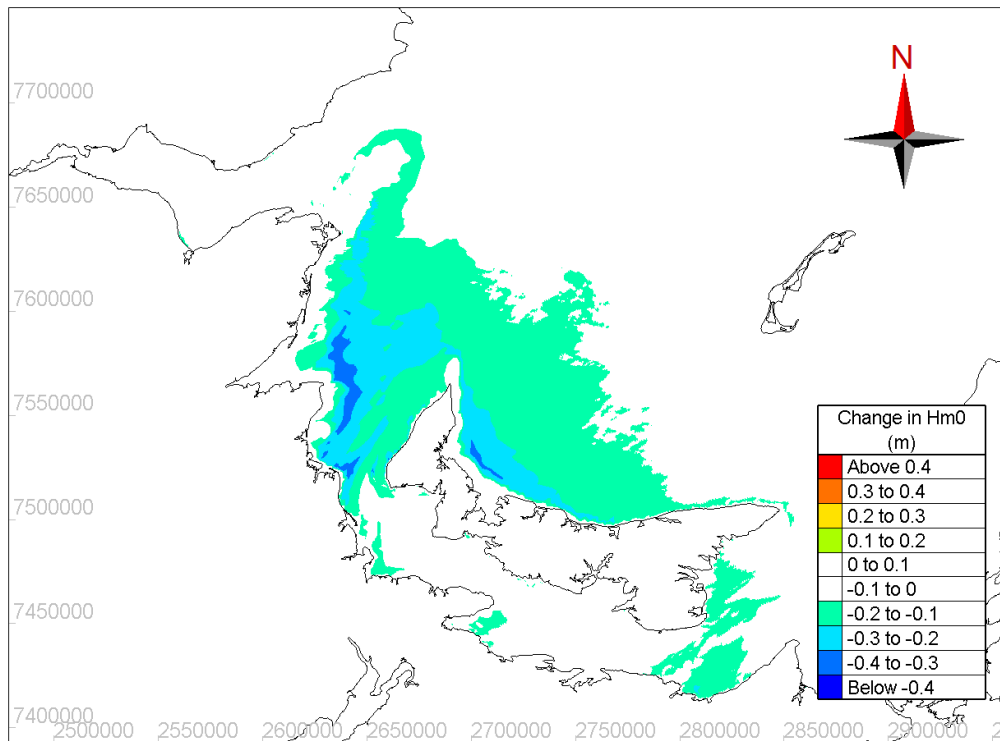 N
7700000
7650000
7600000
7550000
7500000
7450000
7400000
Change in Hm0
(m)
Above 0.4
0.3 to 0.4
0.2 to 0.3
0.1 to 0.2
0 to 0.1
-0.1 to 0
-0.2 to -0.1
-0.3 to -0.2
-0.4 to -0.3
Below -0.4
2500000 2550000 2600000 2650000 2700000 2750000 2800000 2850000 2900000